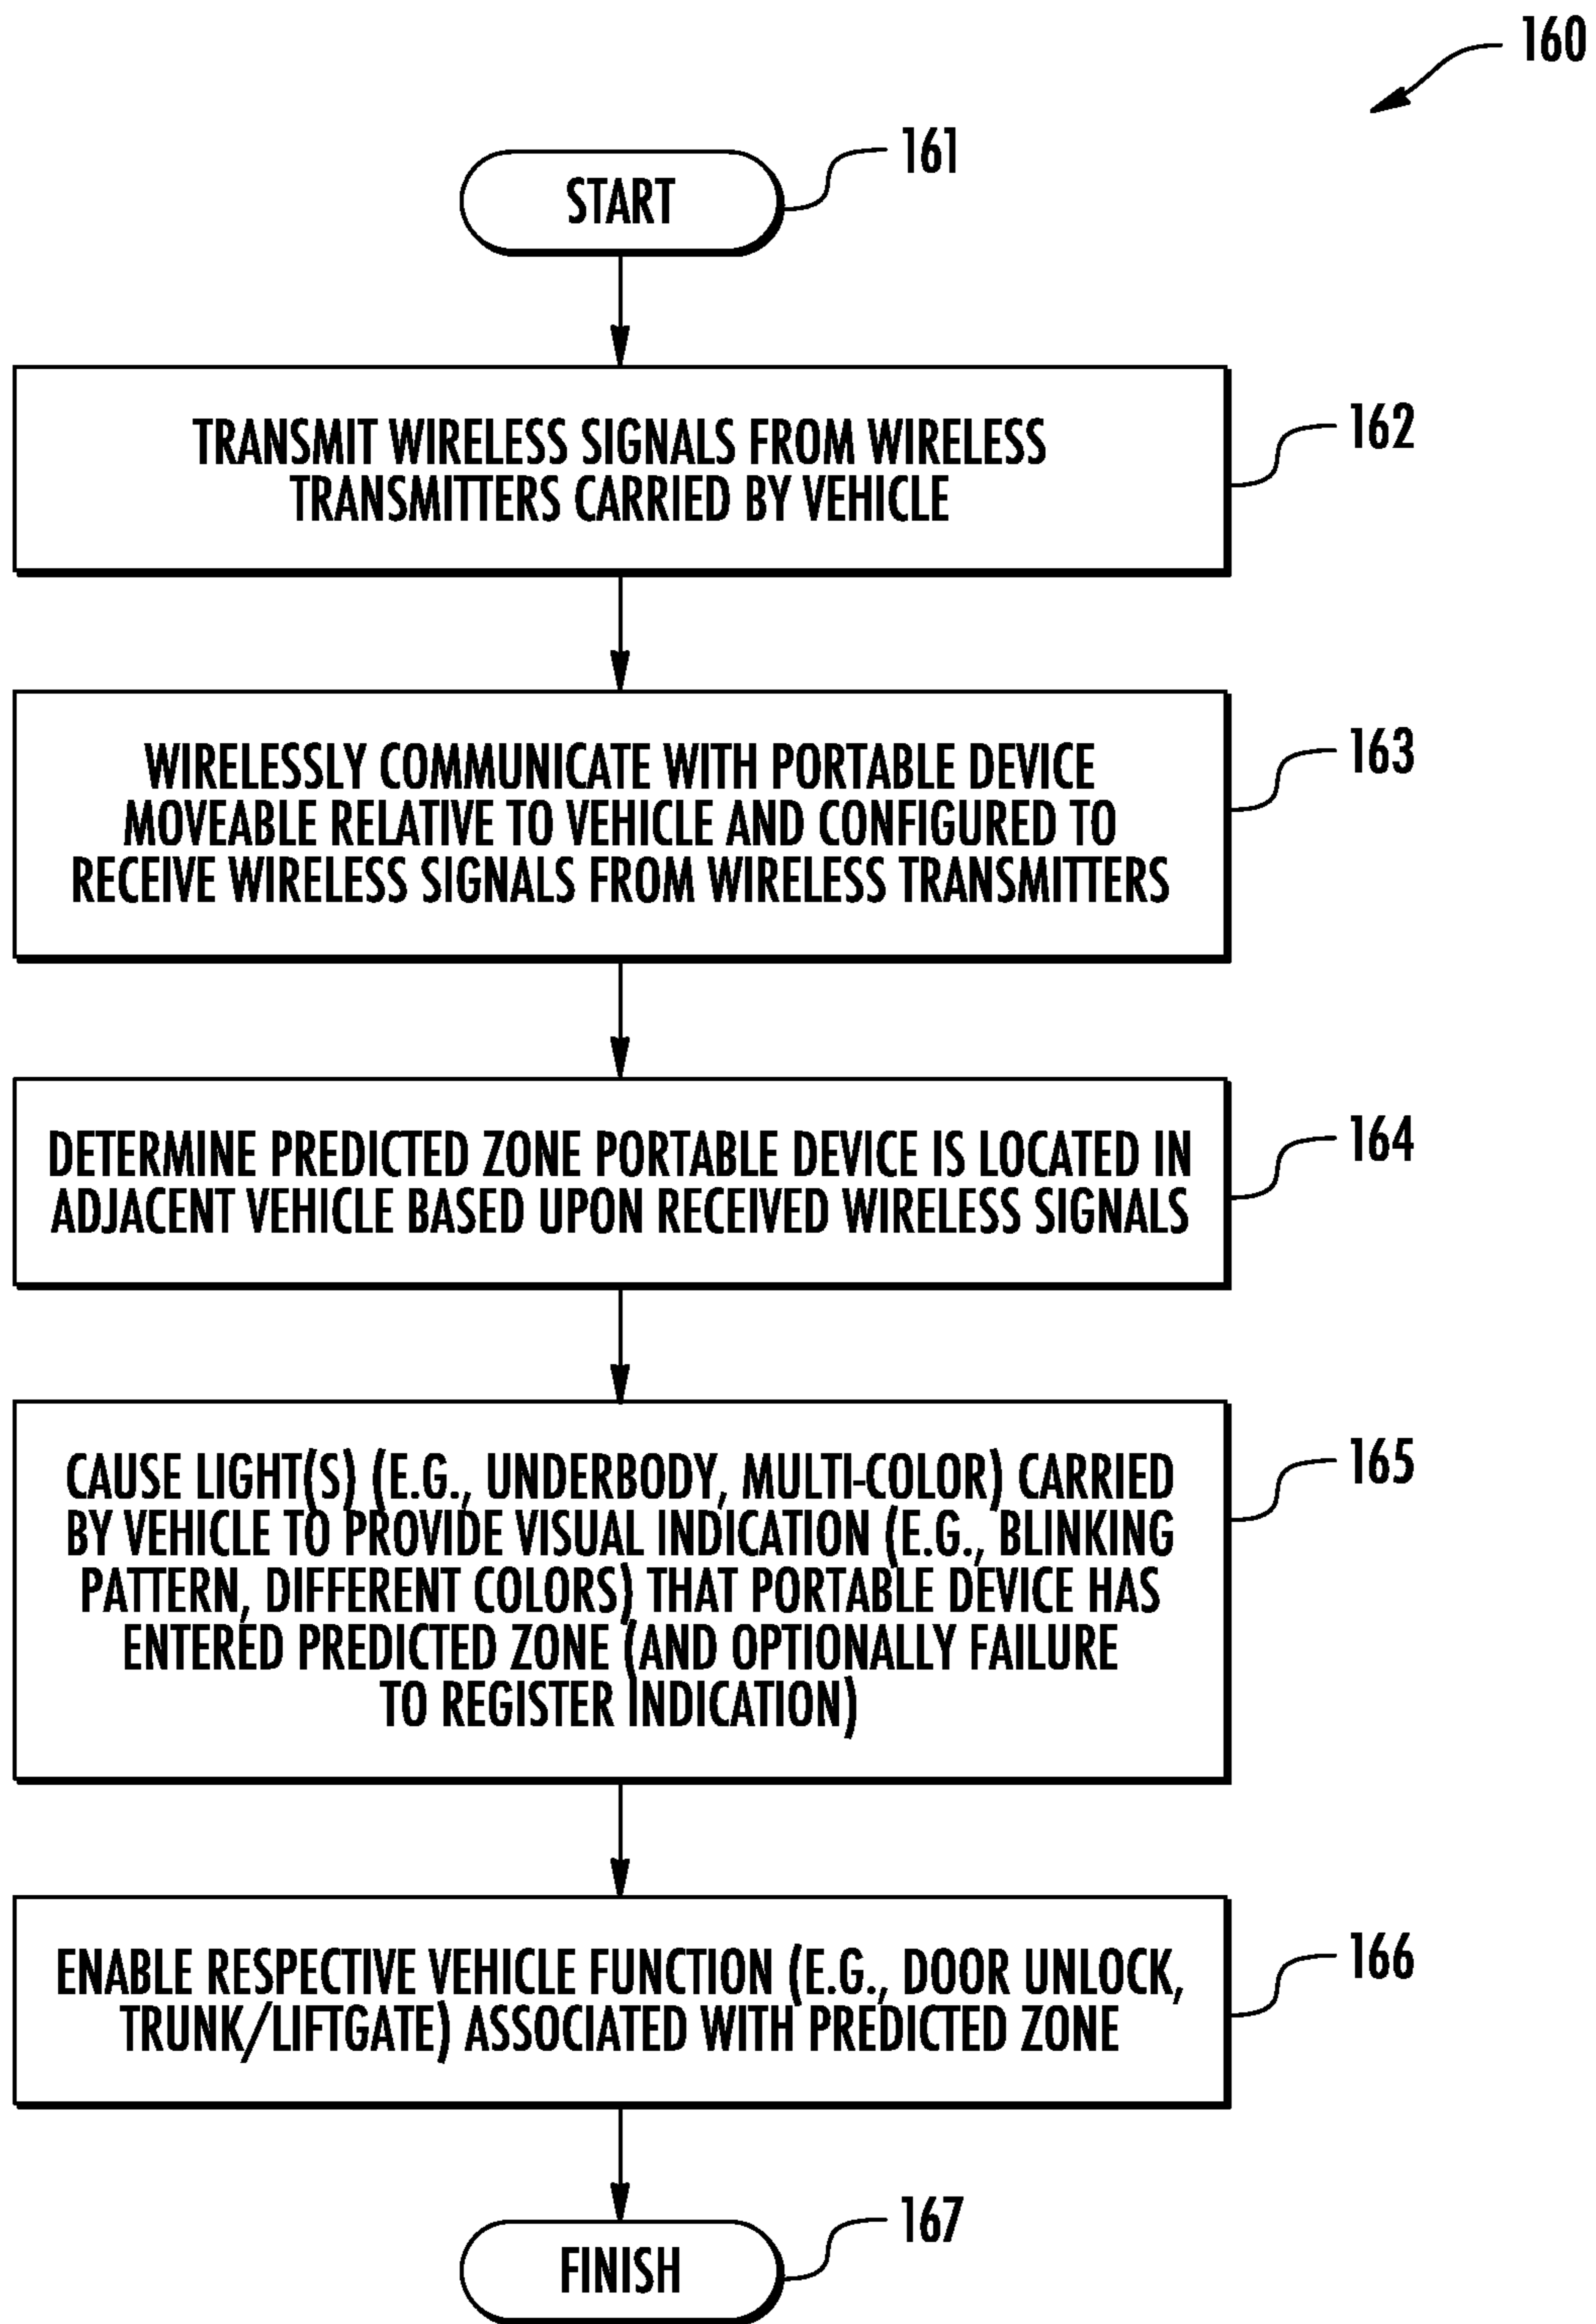 160
START
161
TRANSMIT WIRELESS SIGNALS FROM WIRELESS
TRANSMITTERS CARRIED BY VEHICLE
162
WIRELESSLY COMMUNICATE WITH PORTABLE DEVICE
MOVEABLE RELATIVE TO VEHICLE AND CONFIGURED TO
RECEIVE WIRELESS SIGNALS FROM WIRELESS TRANSMITTERS
163
DETERMINE PREDICTED ZONE PORTABLE DEVICE IS LOCATED IN
ADJACENT VEHICLE BASED UPON RECEIVED WIRELESS SIGNALS
164
CAUSE LIGHT(S) (E.G., UNDERBODY, MULTI-COLOR) CARRIED
BY VEHICLE TO PROVIDE VISUAL INDICATION (E.G., BLINKING
PATTERN, DIFFERENT COLORS) THAT PORTABLE DEVICE HAS
ENTERED PREDICTED ZONE (AND OPTIONALLY FAILURE
TO REGISTER INDICATION)
165
ENABLE RESPECTIVE VEHICLE FUNCTION (E.G., DOOR UNLOCK,
TRUNK/LIFTGATE) ASSOCIATED WITH PREDICTED ZONE
166
FINISH
167